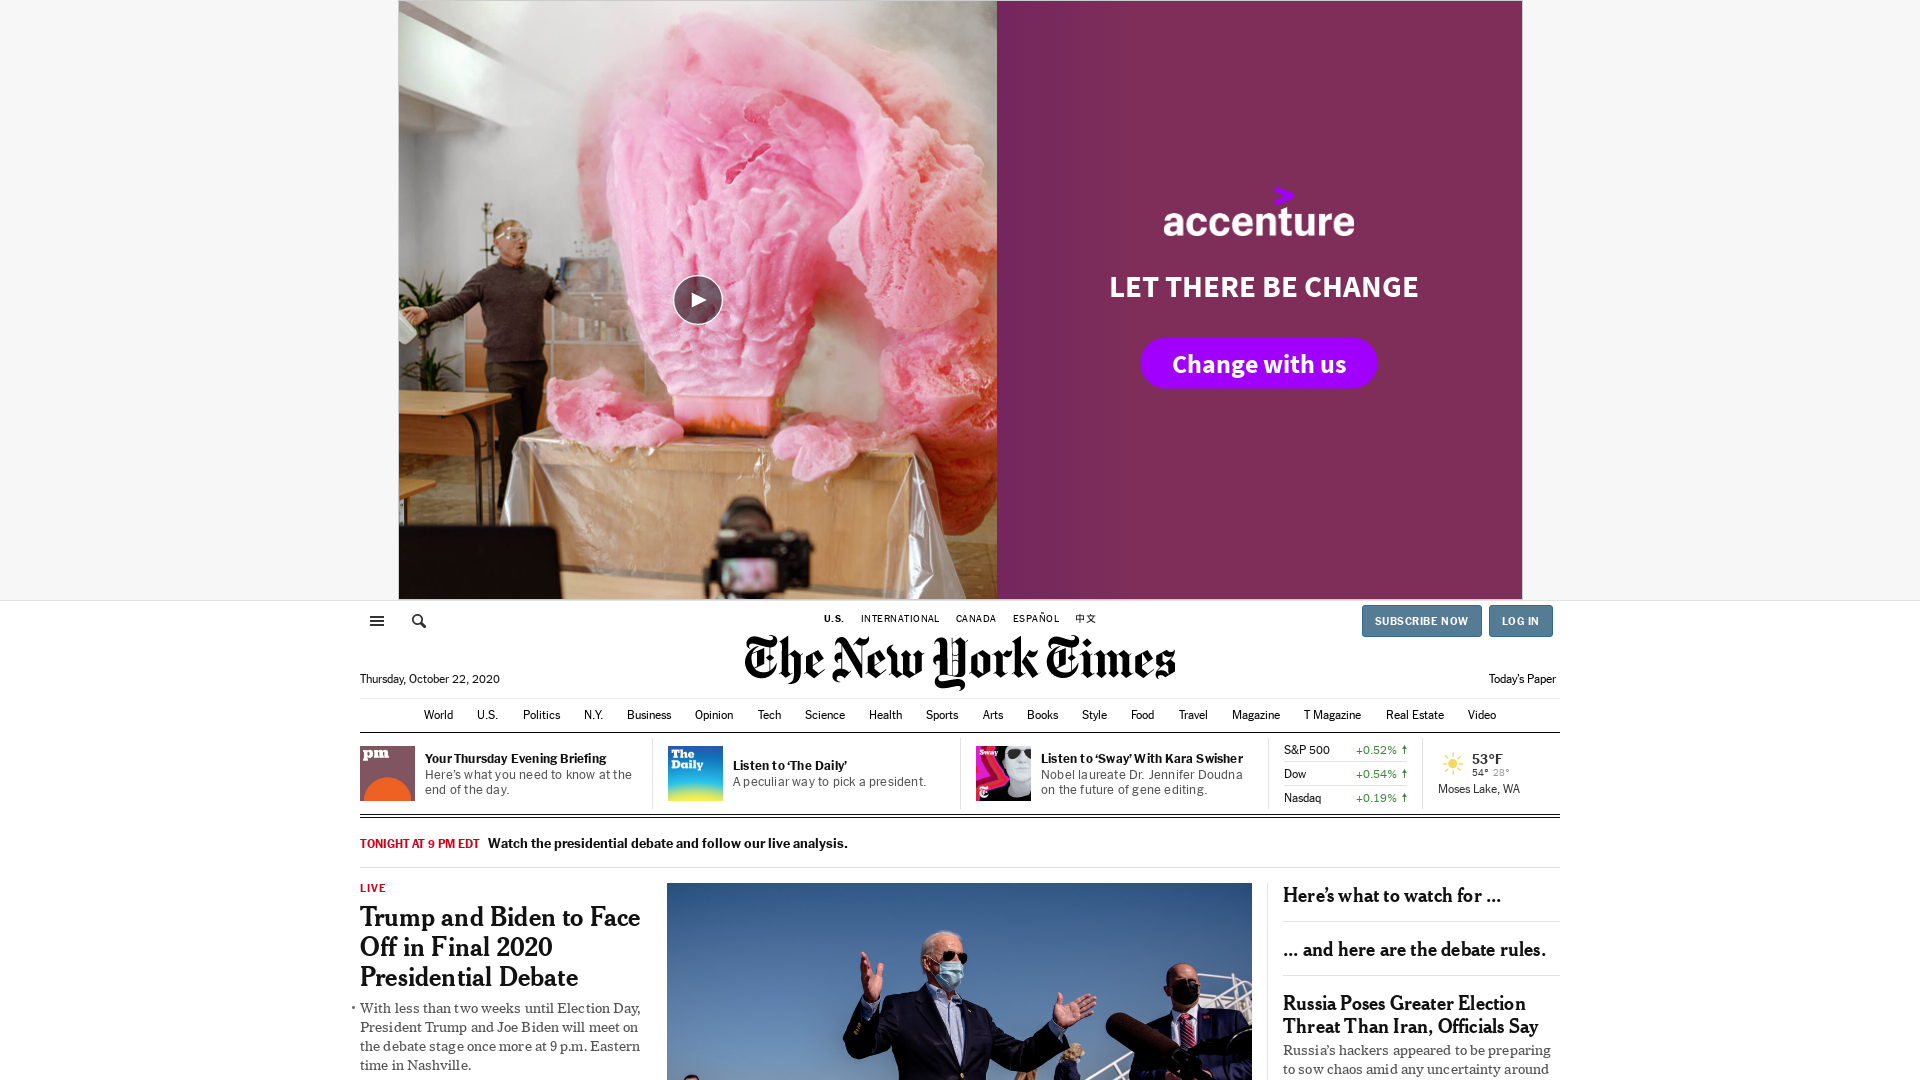 accenture
LET THERE BE CHANGE
Change with us
U.S. INTERNATIONAL CANADA ESPAÑOL 中文
SUBSCRIBE NOW LOG IN
The New York Times
Thursday, October 22, 2020
Today's Paper
World U.S. Politics N.Y. Business Opinion Tech Science Health Sports Arts Books Style Food Travel Magazine T Magazine Real Estate Video
pm
Your Thursday Evening Briefing
Here's what you need to know at the
end of the day.
The
Daily
Listen to ‘The Daily’
A peculiar way to pick a president.
Sway
Listen to ‘Sway’ With Kara Swisher
Nobel laureate Dr. Jennifer Doudna
on the future of gene editing.
S&P 500 +0.52%
Dow +0.54%
Nasdaq +0.19%
53°F
54° 28°
Moses Lake, WA
TONIGHT AT 9 PM EDT Watch the presidential debate and follow our live analysis.
LIVE
Trump and Biden to Face
Off in Final 2020
Presidential Debate
• With less than two weeks until Election Day,
President Trump and Joe Biden will meet on
the debate stage once more at 9 p.m. Eastern
time in Nashville.
Here’s what to watch for …
… and here are the debate rules.
Russia Poses Greater Election
Threat Than Iran, Officials Say
Russia’s hackers appeared to be preparing
to sow chaos amid any uncertainty around